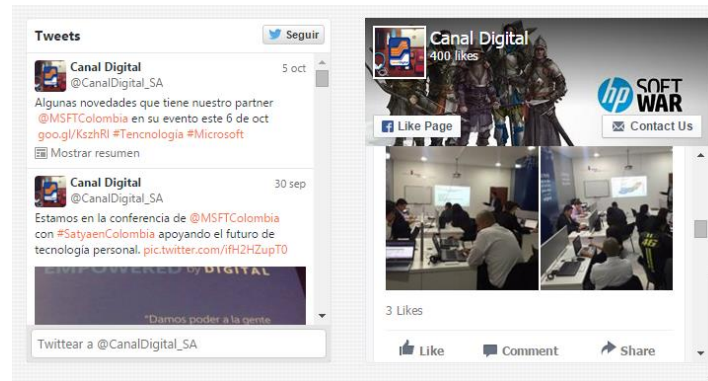 Tweets
Seguir
Canal Digital
5 oct
@CanalDigital_SA
Algunas novedades que tiene nuestro partner
@MSFTColombia en su evento este 6 de oct
goo.gl/KszhRI #Tencnologia #Microsoft
Mostrar resumen
Canal Digital
30 sep
@CanalDigital_SA
Estamos en la conferencia de @MSFTColombia
con #SatyaenColombia apoyando el futuro de
tecnología personal. pic.twitter.com/ifH2HZupT0
EMPOWERED by DIGITAL
"Damos poder a la gente
Twittear a @CanalDigital_SA
Canal Digital
400 likes
hp SOFT
WAR
Like Page
Contact Us
46
3 Likes
Like
Comment
Share